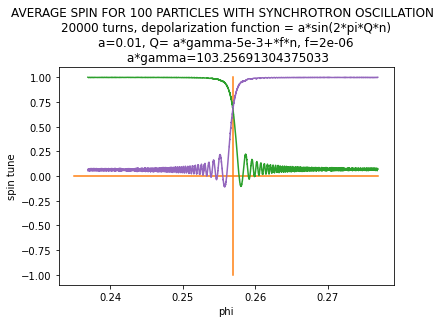 AVERAGE SPIN FOR 100 PARTICLES WITH SYNCHROTRON OSCILLATION
20000 turns, depolarization function = a*sin(2*pi*Q*n)
a=0.01, Q= a*gamma-5e-3+*f*n, f=2e-06
a*gamma=103.25691304375033
1.00
0.75
0.50
0.25
0.00
-0.25
-0.50
-0.75
-1.00
spin tune
0.24
0.25
0.26
0.27
phi